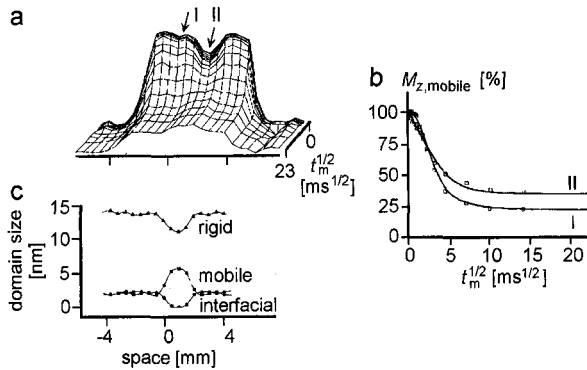 a
I II
0
23
t_m^{1/2}
[ms^{1/2}]
b
M_{z,mobile} [%]
100
75
50
25
0
II
I
0 5 10 15 20
t_m^{1/2} [ms^{1/2}]
c
domain size
[nm]
15
10
5
0
rigid
mobile
interfacial
-4 0 4
space [mm]